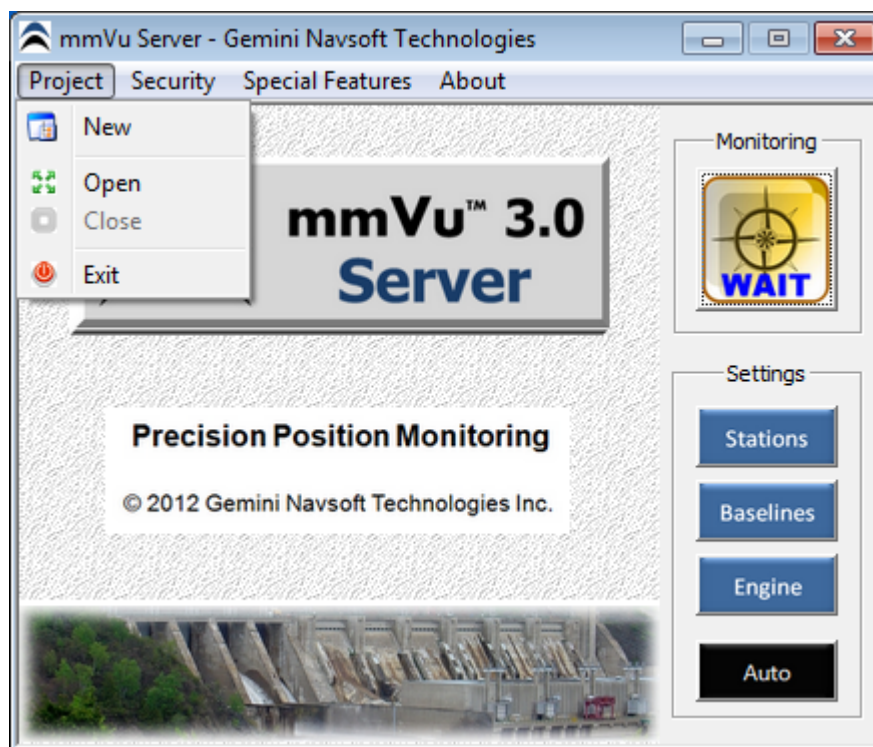 mmVu Server - Gemini Navsoft Technologies
Project Security Special Features About
New
Open
Close
Exit
mmVu™ 3.0
Server
Precision Position Monitoring
© 2012 Gemini Navsoft Technologies Inc.
Monitoring
WAIT
Settings
Stations
Baselines
Engine
Auto